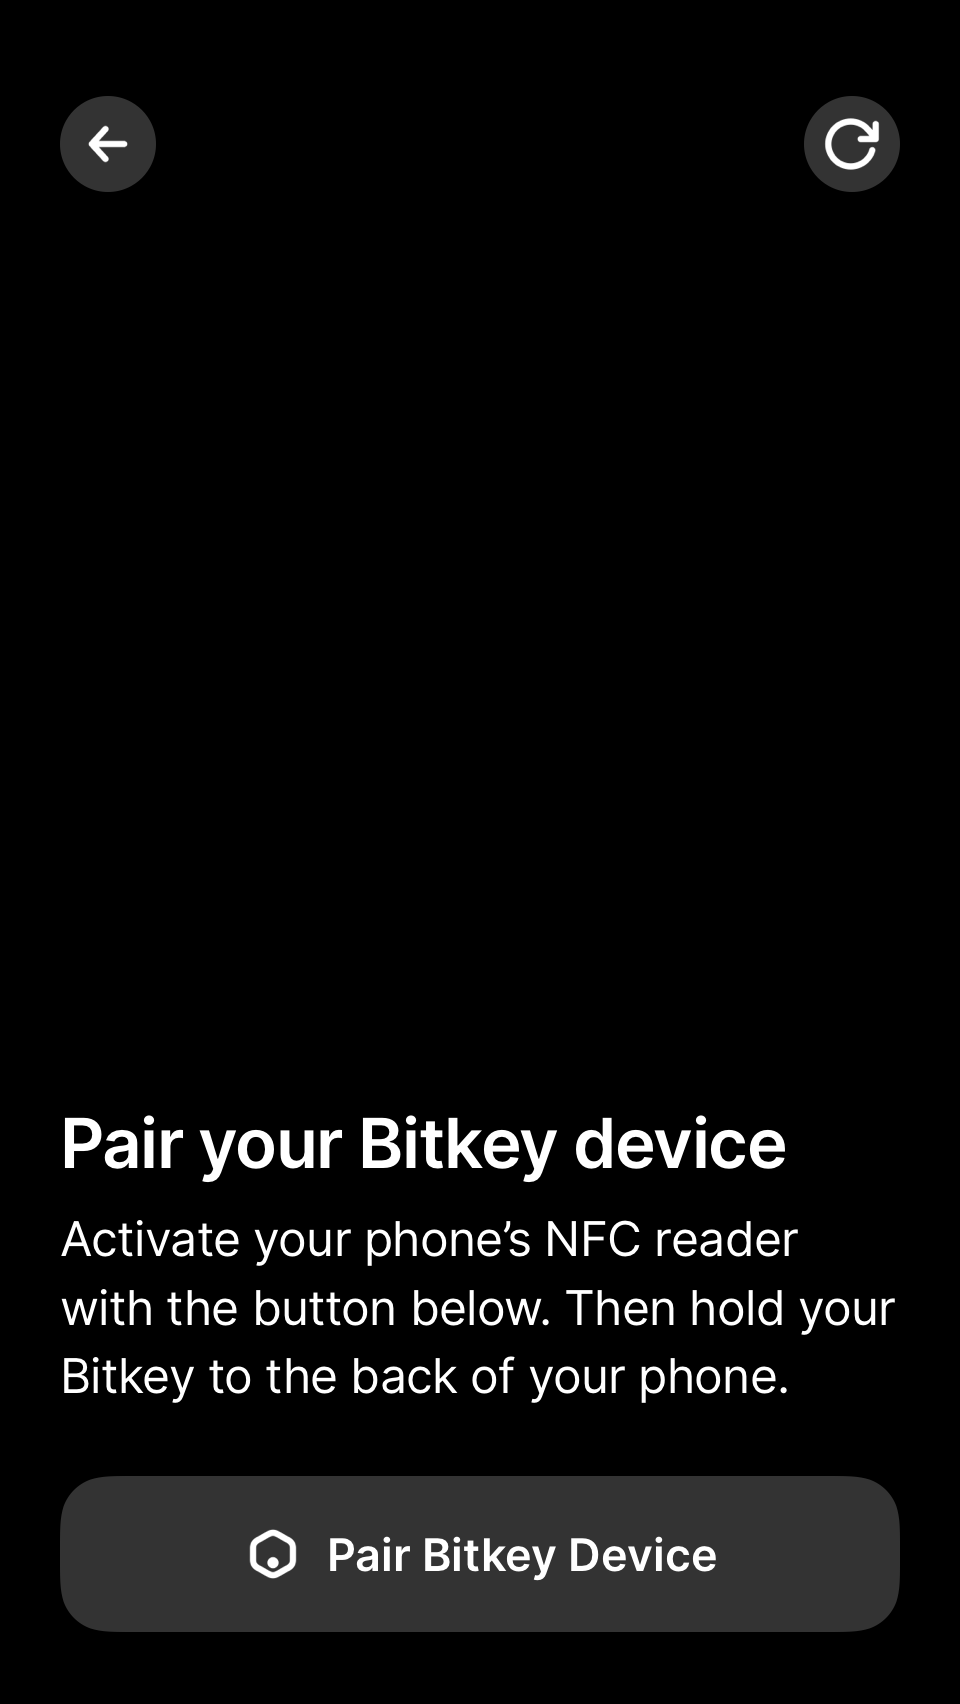 Pair your Bitkey device
Activate your phone’s NFC reader
with the button below. Then hold your
Bitkey to the back of your phone.
Pair Bitkey Device